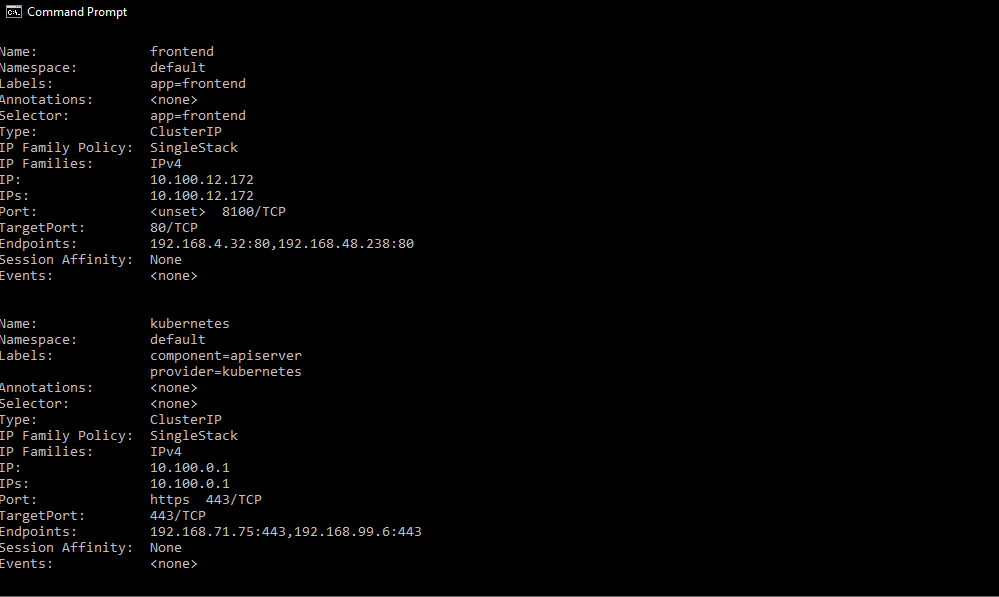 Command Prompt
Name: frontend
Namespace: default
Labels: app=frontend
Annotations: <none>
Selector: app=frontend
Type: ClusterIP
IP Family Policy: SingleStack
IP Families: IPv4
IP: 10.100.12.172
IPs: 10.100.12.172
Port: <unset> 8100/TCP
TargetPort: 80/TCP
Endpoints: 192.168.4.32:80,192.168.48.238:80
Session Affinity: None
Events: <none>
Name: kubernetes
Namespace: default
Labels: component=apiserver
provider=kubernetes
Annotations: <none>
Selector: <none>
Type: ClusterIP
IP Family Policy: SingleStack
IP Families: IPv4
IP: 10.100.0.1
IPs: 10.100.0.1
Port: https 443/TCP
TargetPort: 443/TCP
Endpoints: 192.168.71.75:443,192.168.99.6:443
Session Affinity: None
Events: <none>